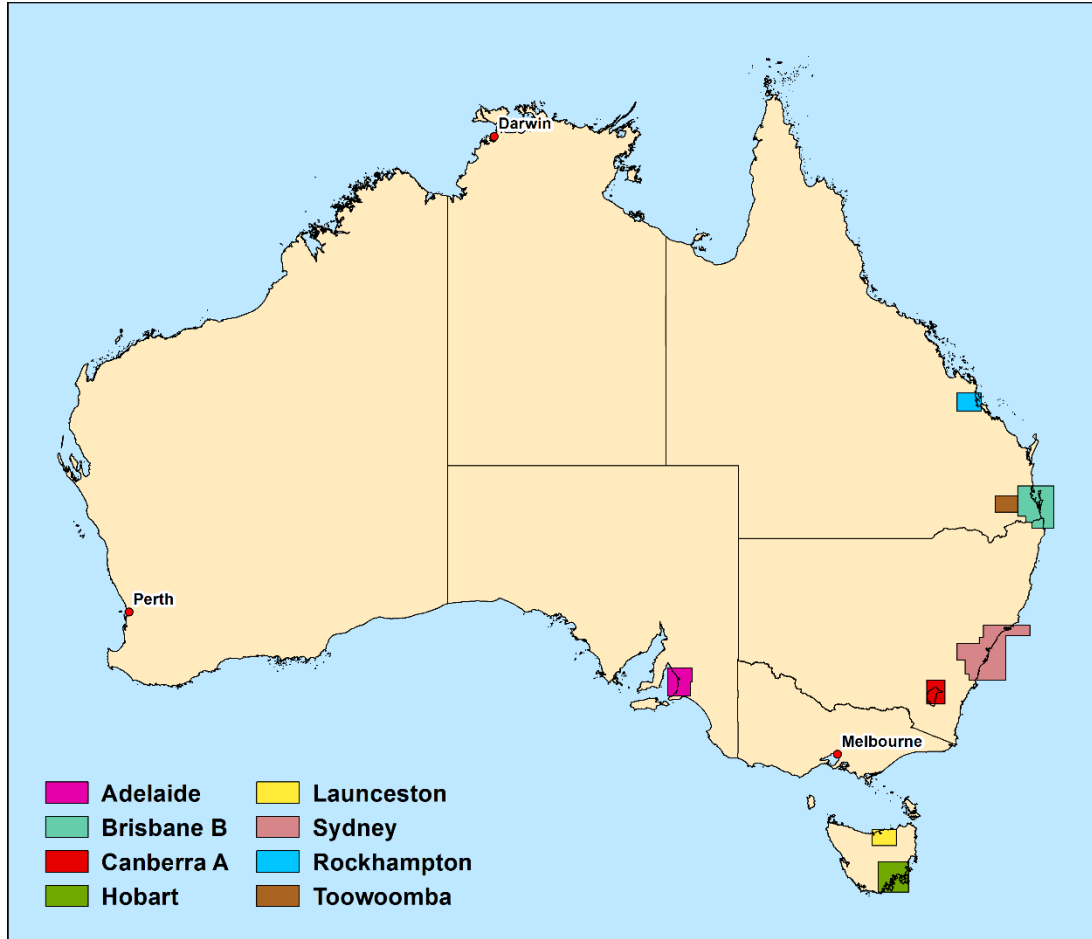 Darwin
Perth
Melbourne
Adelaide
Launceston
Brisbane B
Sydney
Canberra A
Rockhampton
Hobart
Toowoomba